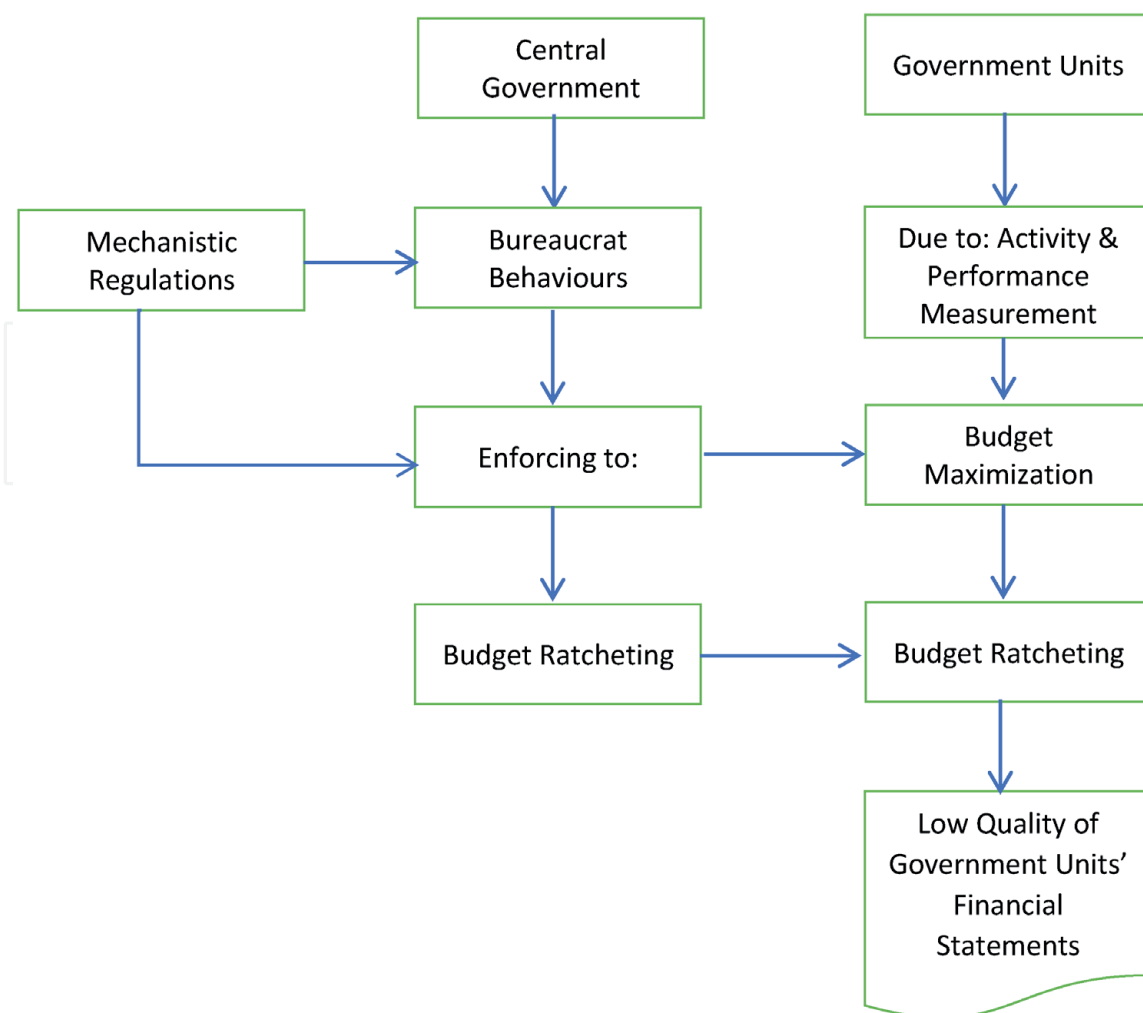 Central
Government
Government Units
Mechanistic
Regulations
Bureaucrat
Behaviours
Due to: Activity &
Performance
Measurement
Enforcing to:
Budget
Maximization
Budget Ratcheting
Budget Ratcheting
Low Quality of
Government Units’
Financial
Statements